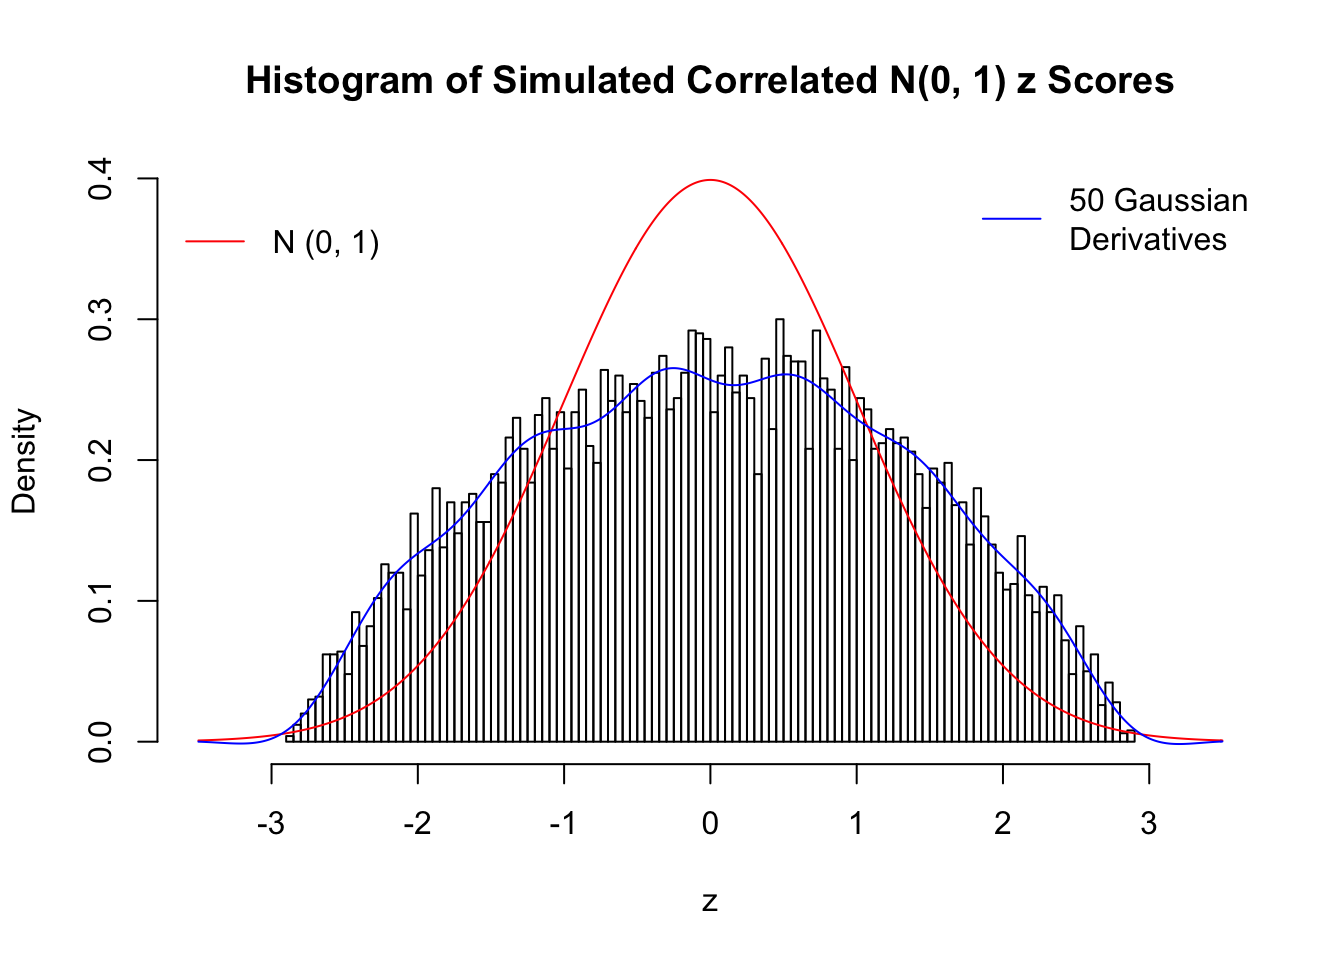 Histogram of Simulated Correlated N(0, 1) z Scores
0.4
0.3
0.2
0.1
0.0
Density
N (0, 1)
50 Gaussian
Derivatives
-3 -2 -1 0 1 2 3
z